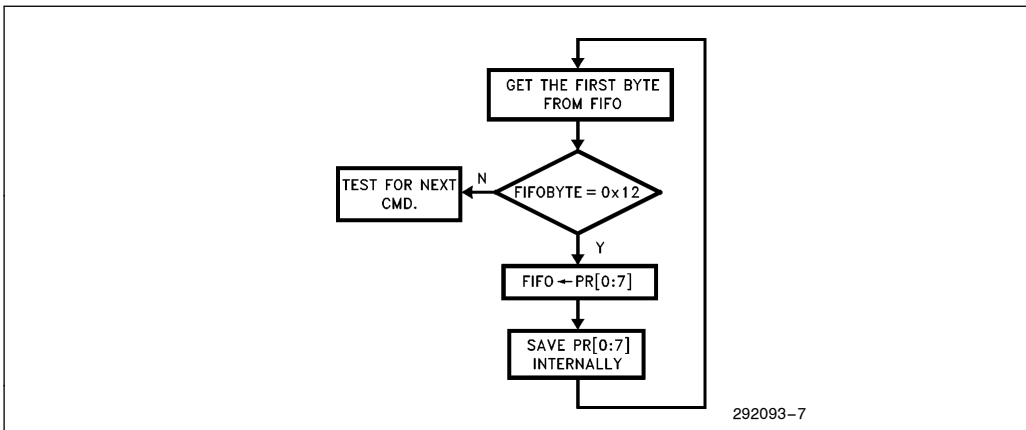 GET THE FIRST BYTE
FROM FIFO
FIFOBYTE = 0x12
N
TEST FOR NEXT
CMD.
Y
FIFO ← PR[0:7]
SAVE PR[0:7]
INTERNALLY
292093–7